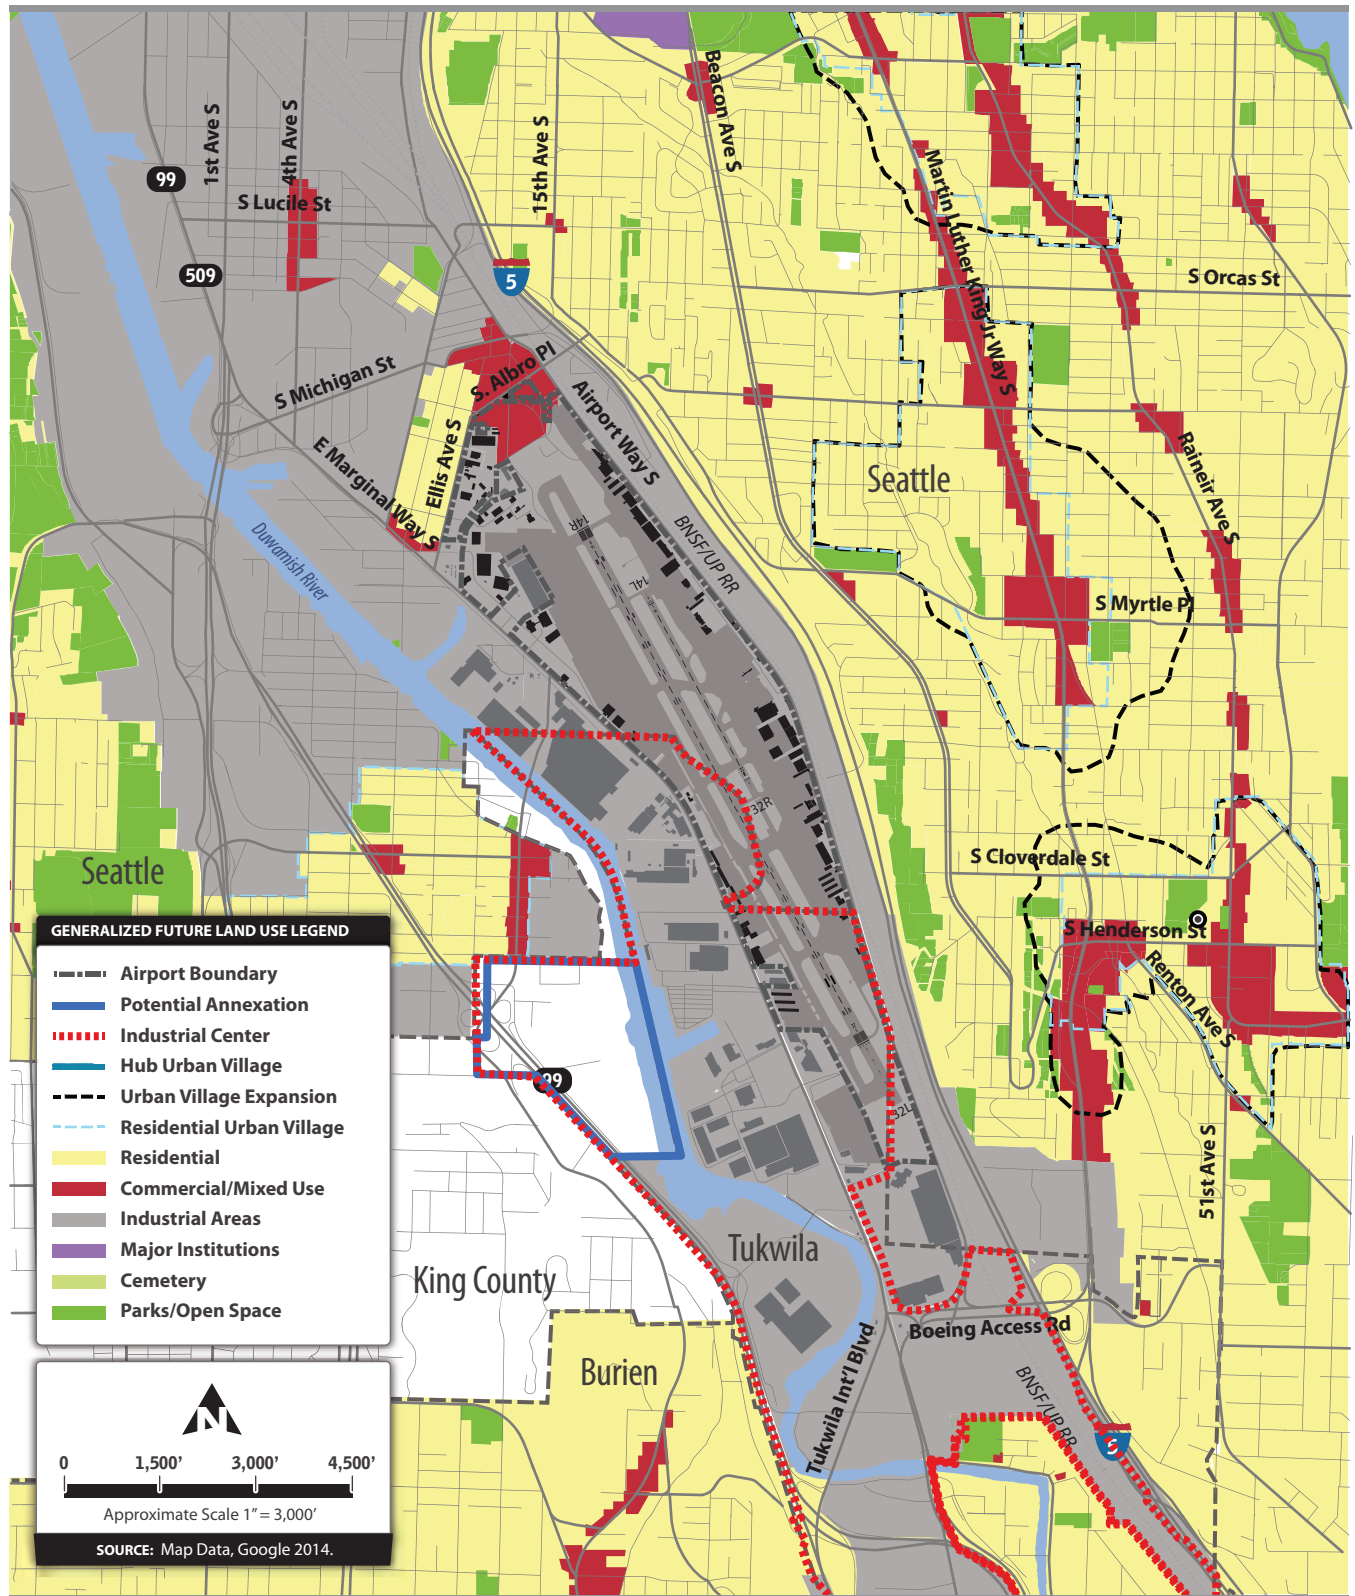 Beacon Ave S
1st Ave S
4th Ave S
15th Ave S
99
Martin Luther King Jr Way S
S Lucile St
509
5
S Orcas St
S Michigan St
S. Albro Pl
Airport Way S
Ellis Ave S
E Marginal Way S
Raineir Ave S
Seattle
14R
BNSF/UP RR
Duwamish River
14L
S Myrtle Pl
32R
Seattle
S Cloverdale St
S Henderson St
Renton Ave S
GENERALIZED FUTURE LAND USE LEGEND
Airport Boundary
Potential Annexation
Industrial Center
Hub Urban Village
Urban Village Expansion
Residential Urban Village
Residential
Commercial/Mixed Use
Industrial Areas
Major Institutions
Cemetery
Parks/Open Space
99
32L
51st Ave S
Tukwila
King County
Boeing Access Rd
Burien
Tukwila Int'l Blvd
BNSF/UP RR
5
N
0 1,500’ 3,000’ 4,500’
Approximate Scale 1” = 3,000’
SOURCE: Map Data, Google 2014.